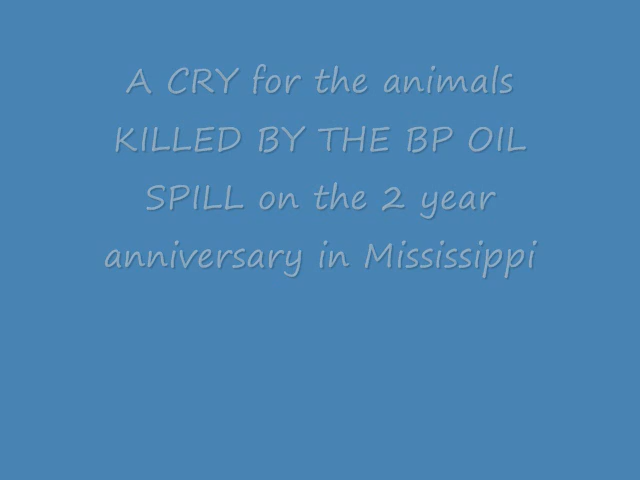 A CRY for the animals
KILLED BY THE BP OIL
SPILL on the 2 year
anniversary in Mississippi